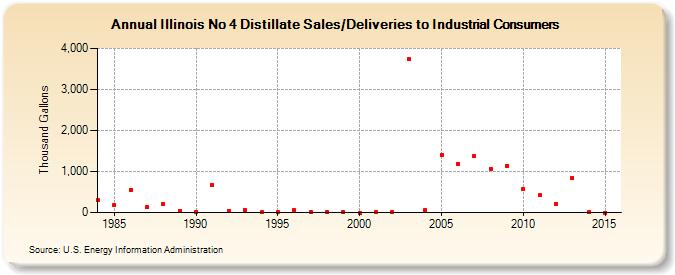 Annual Illinois No 4 Distillate Sales/Deliveries to Industrial Consumers
Thousand Gallons
4,000
3,000
2,000
1,000
0
1985 1990 1995 2000 2005 2010 2015
Source: U.S. Energy Information Administration